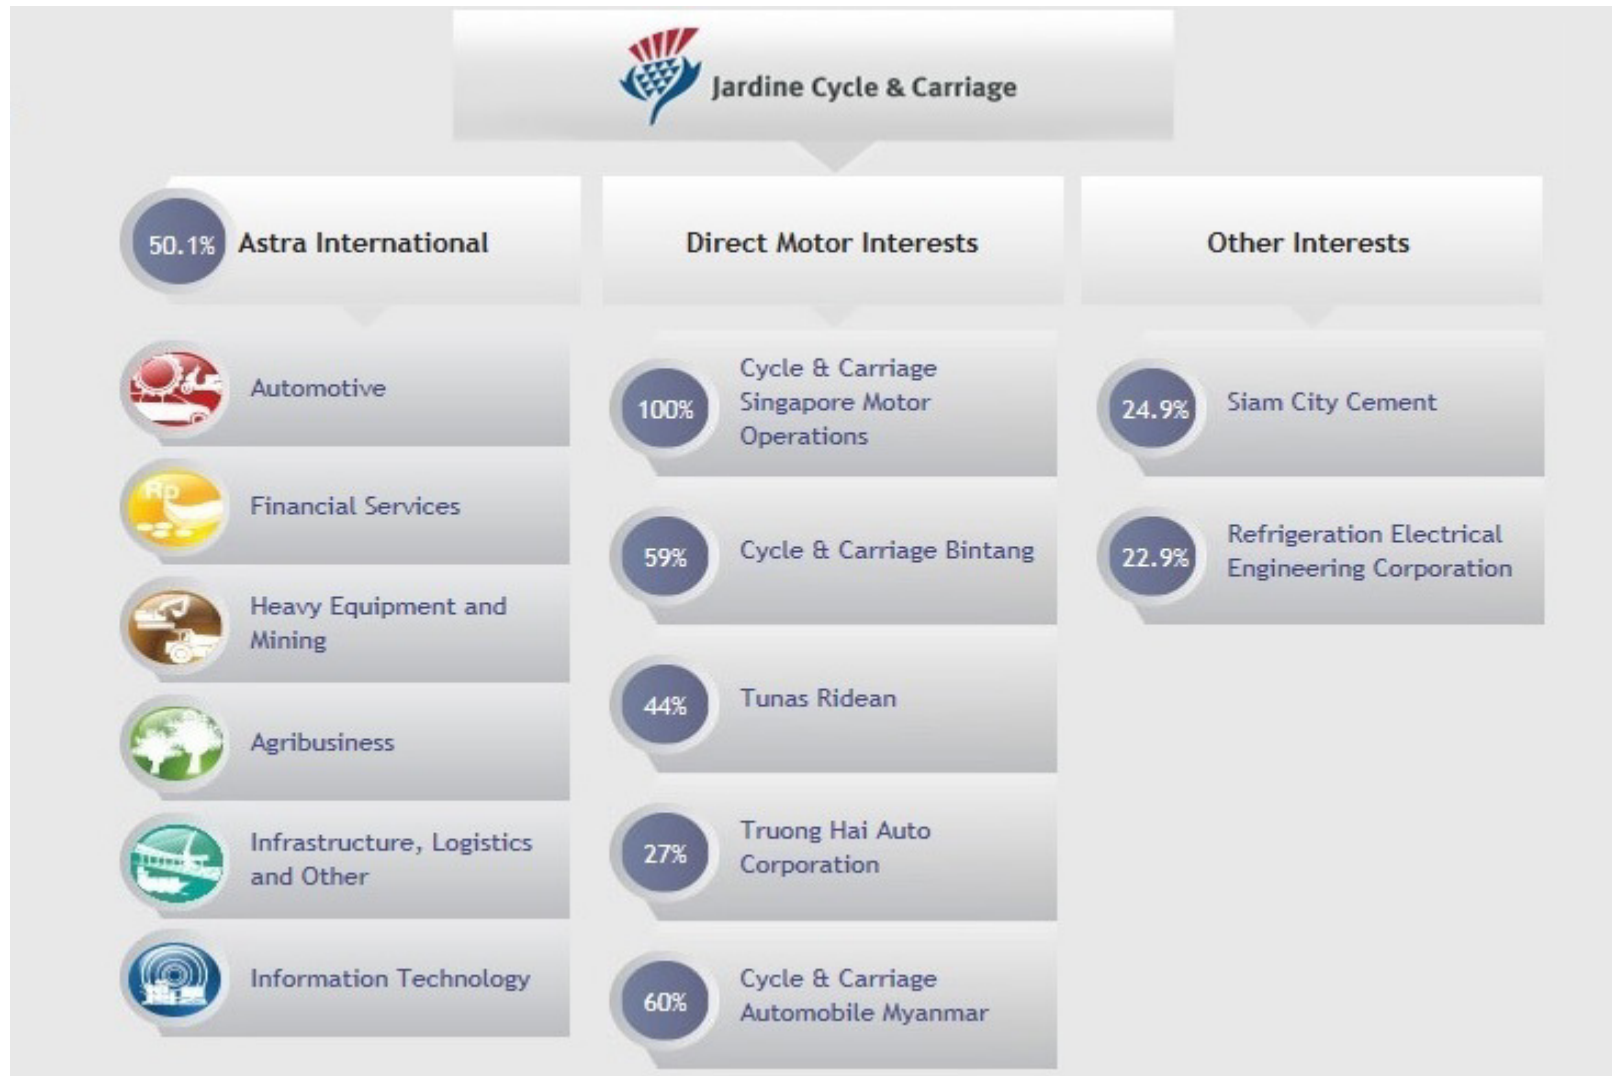 Jardine Cycle & Carriage
50.1%
Astra International
Automotive
Rp
Financial Services
Heavy Equipment and
Mining
Agribusiness
Infrastructure, Logistics
and Other
Information Technology
Direct Motor Interests
100%
Cycle & Carriage
Singapore Motor
Operations
59%
Cycle & Carriage Bintang
44%
Tunas Ridean
27%
Truong Hai Auto
Corporation
60%
Cycle & Carriage
Automobile Myanmar
Other Interests
24.9%
Siam City Cement
22.9%
Refrigeration Electrical
Engineering Corporation